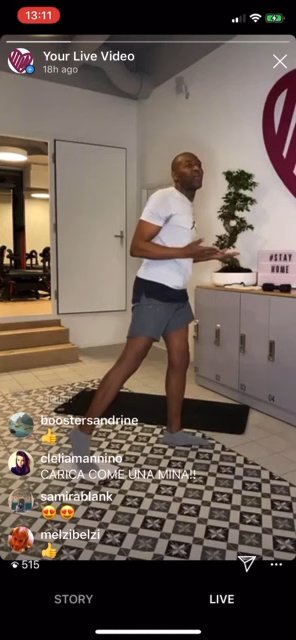 13:11
Your Live Video
18h ago
#STAY
HOME
boostersandrine
👍
cleliamannino
CARICA COME UNA MINA!!
samirablank
😍😍
melzibelzi
👍
515
STORY
LIVE